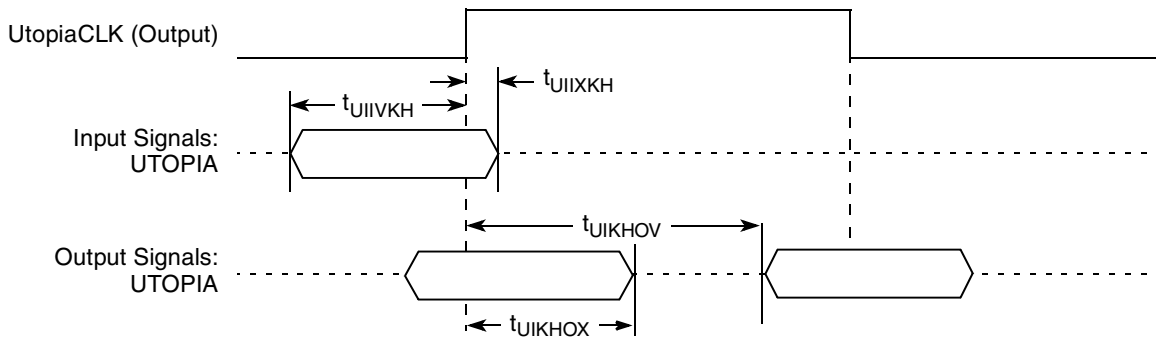 UtopiaCLK (Output)
tUIIXKH
tUIIVKH
Input Signals:
UTOPIA
tUIKHOV
Output Signals:
UTOPIA
tUIKHOX